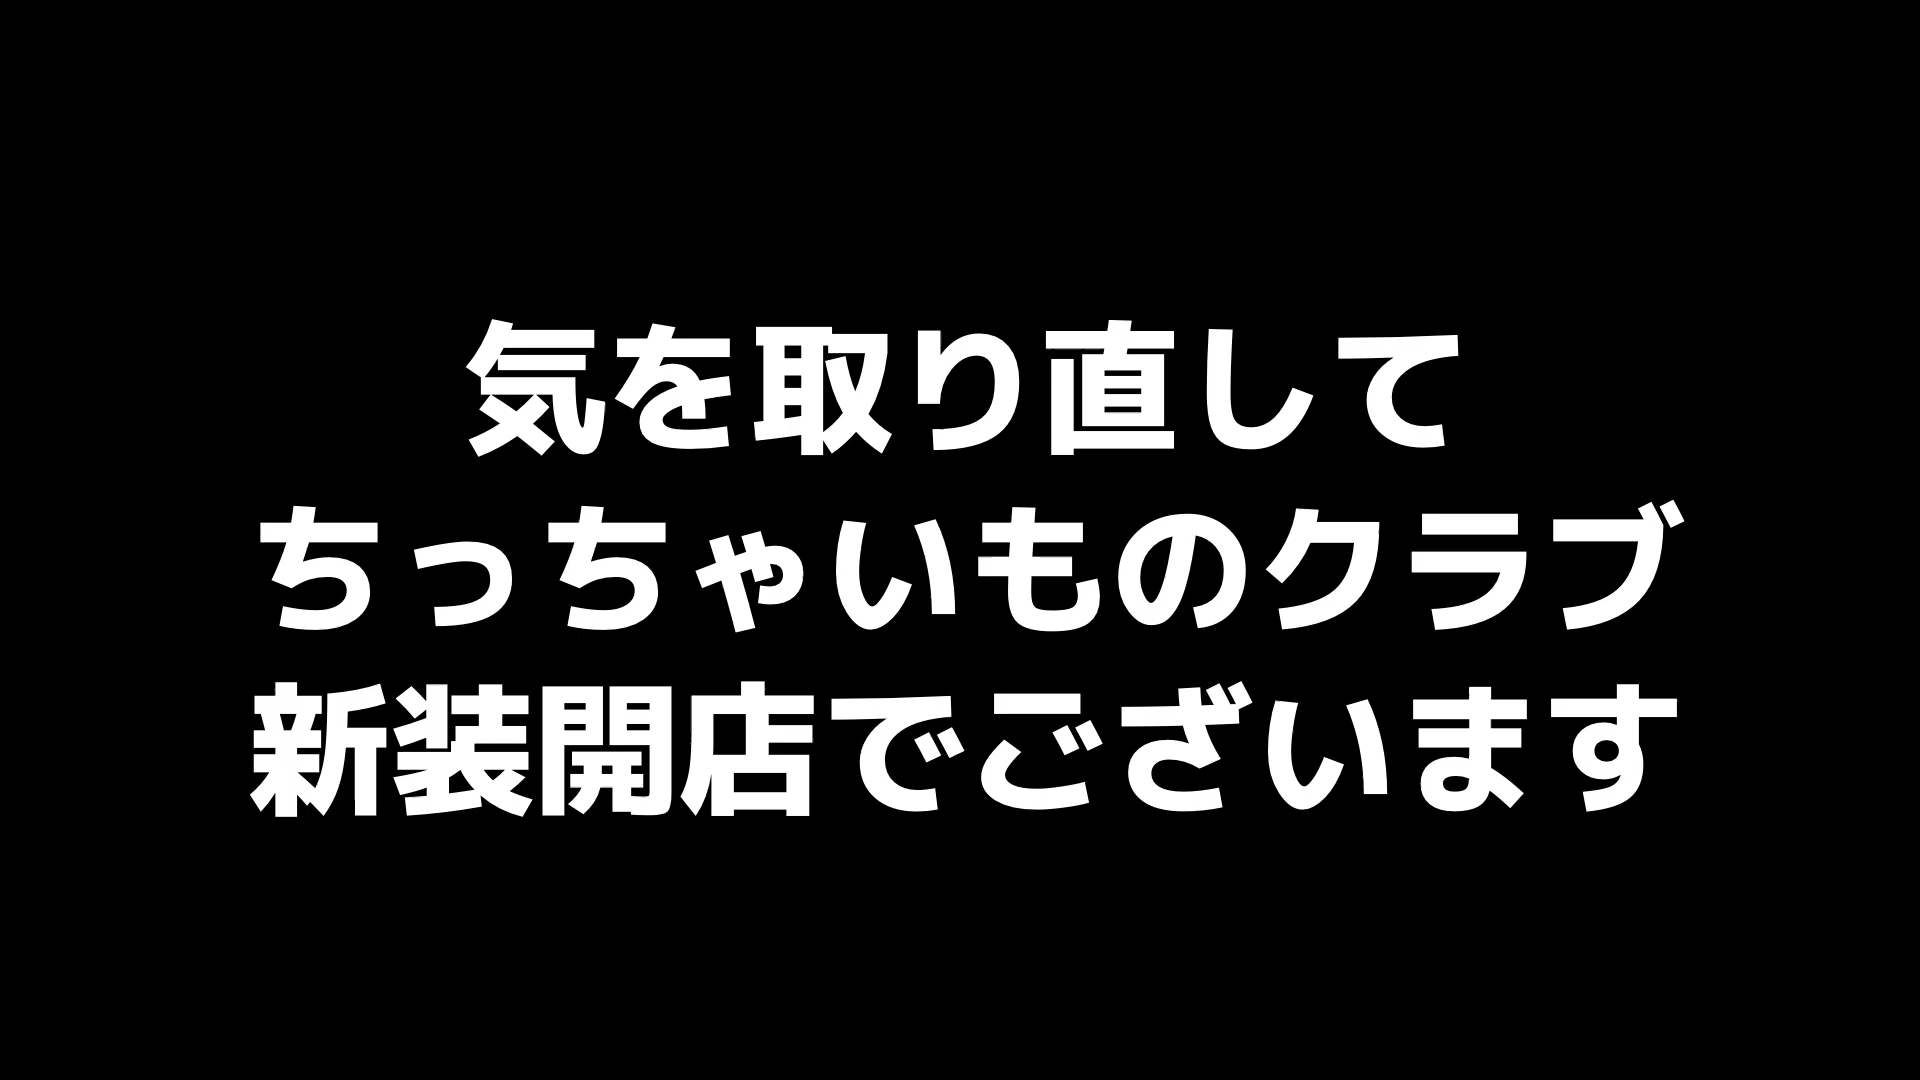 気を取り直して
ちっちゃいものクラブ
新装開店でございます